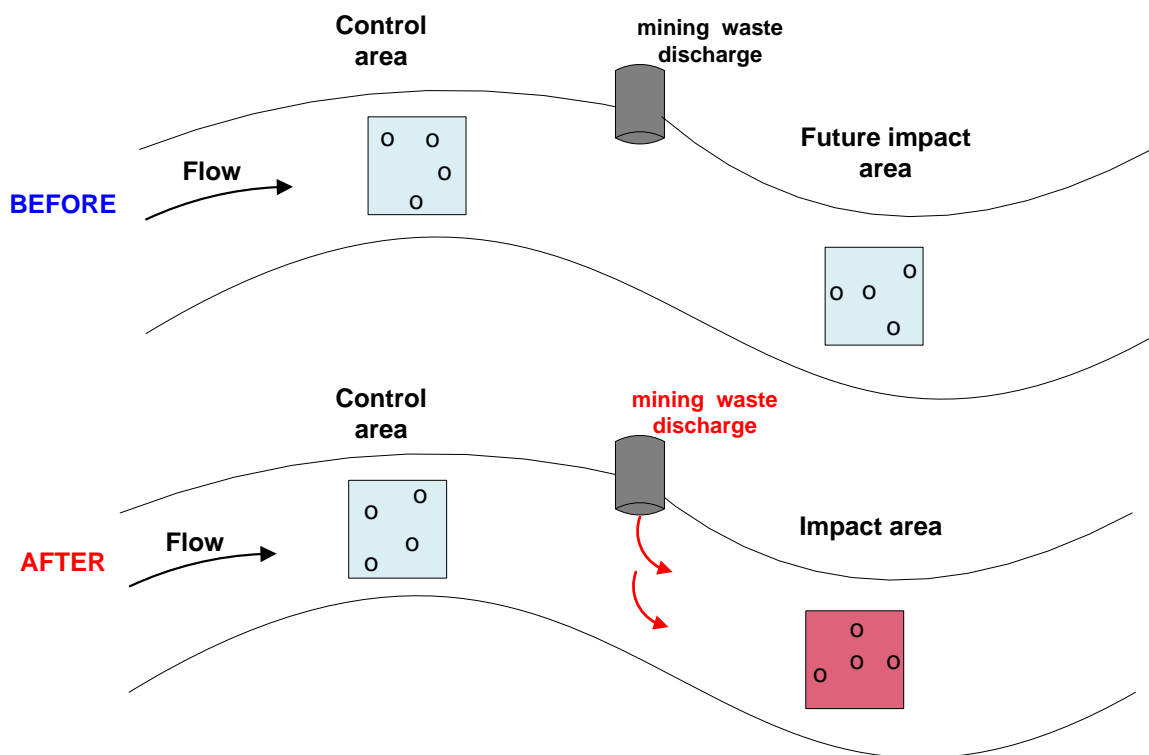 Control
area
mining waste
discharge
Future impact
area
Flow
BEFORE
o o
o
o
o
o o
o
Control
area
mining waste
discharge
Impact area
Flow
AFTER
o
o
o
o
o
o o
o